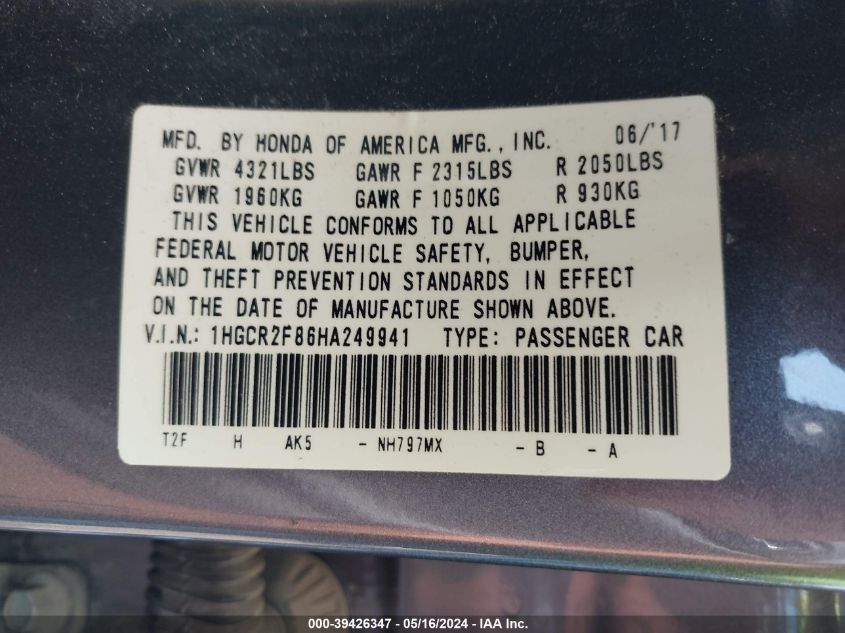 MFD. BY HONDA OF AMERICA MFG., INC. 06/'17
GVWR 4321LBS GAWR F 2315LBS R 2050LBS
GVWR 1960KG GAWR F 1050KG R 930KG
THIS VEHICLE CONFORMS TO ALL APPLICABLE
FEDERAL MOTOR VEHICLE SAFETY, BUMPER,
AND THEFT PREVENTION STANDARDS IN EFFECT
ON THE DATE OF MANUFACTURE SHOWN ABOVE.
V.I.N.: 1HGCR2F86HA249941 TYPE: PASSENGER CAR
T2F H AK5 - NH797MX - B - A
000-39426347 / 05/16/2024 / IAA Inc.